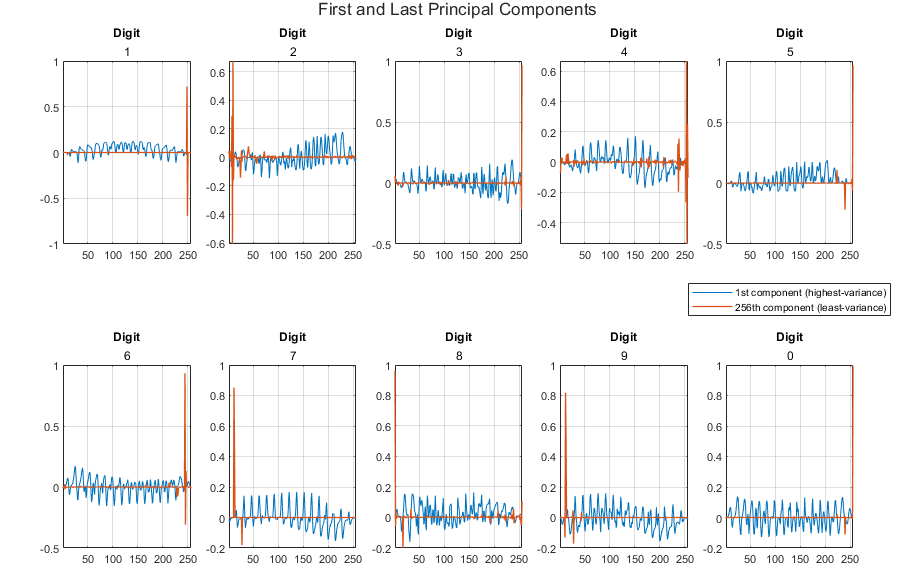 First and Last Principal Components
Digit
1
1
0.5
0
-0.5
-1
50 100 150 200 250
Digit
2
0.6
0.4
0.2
0
-0.2
-0.4
-0.6
50 100 150 200 250
Digit
3
1
0.5
0
-0.5
50 100 150 200 250
Digit
4
0.6
0.4
0.2
0
-0.2
-0.4
50 100 150 200 250
Digit
5
1
0.5
0
-0.5
50 100 150 200 250
1st component (highest-variance)
256th component (least-variance)
Digit
6
1
0.5
0
-0.5
50 100 150 200 250
Digit
7
1
0.8
0.6
0.4
0.2
0
-0.2
50 100 150 200 250
Digit
8
1
0.8
0.6
0.4
0.2
0
-0.2
50 100 150 200 250
Digit
9
1
0.8
0.6
0.4
0.2
0
-0.2
50 100 150 200 250
Digit
0
1
0.8
0.6
0.4
0.2
0
-0.2
50 100 150 200 250